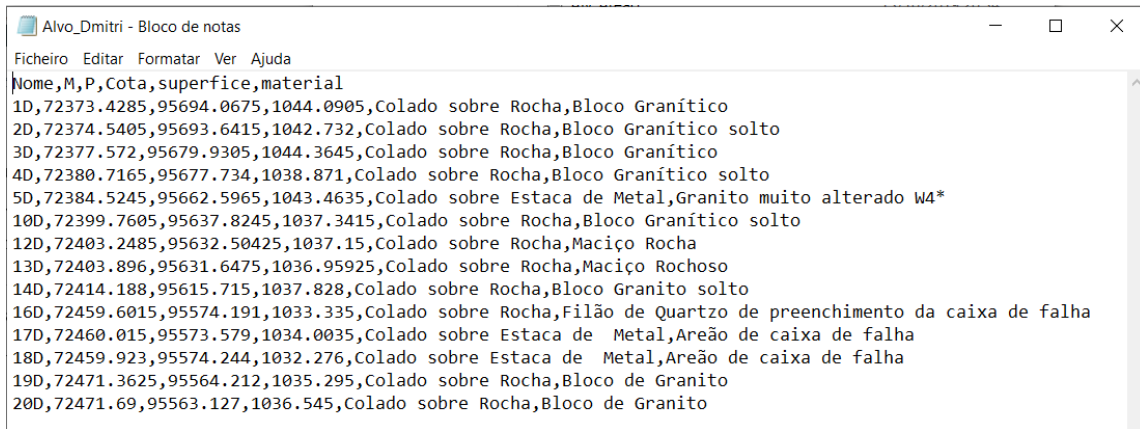 Alvo_Dmitri - Bloco de notas
Ficheiro Editar Formatar Ver Ajuda
Nome,M,P,Cota,superfice,material
1D,72373.4285,95694.0675,1044.0905,Colado sobre Rocha,Bloco Granítico
2D,72374.5405,95693.6415,1042.732,Colado sobre Rocha,Bloco Granítico solto
3D,72377.572,95679.9305,1044.3645,Colado sobre Rocha,Bloco Granítico
4D,72380.7165,95677.734,1038.871,Colado sobre Rocha,Bloco Granítico solto
5D,72384.5245,95662.5965,1043.4635,Colado sobre Estaca de Metal,Granito muito alterado W4*
10D,72399.7605,95637.8245,1037.3415,Colado sobre Rocha,Bloco Granítico solto
12D,72403.2485,95632.50425,1037.15,Colado sobre Rocha,Maciço Rocha
13D,72403.896,95631.6475,1036.95925,Colado sobre Rocha,Maciço Rochoso
14D,72414.188,95615.715,1037.828,Colado sobre Rocha,Bloco Granito solto
16D,72459.6015,95574.191,1033.335,Colado sobre Rocha,Filão de Quartzo de preenchimento da caixa de falha
17D,72460.015,95573.579,1034.0035,Colado sobre Estaca de  Metal,Areão de caixa de falha
18D,72459.923,95574.244,1032.276,Colado sobre Estaca de  Metal,Areão de caixa de falha
19D,72471.3625,95564.212,1035.295,Colado sobre Rocha,Bloco de Granito
20D,72471.69,95563.127,1036.545,Colado sobre Rocha,Bloco de Granito